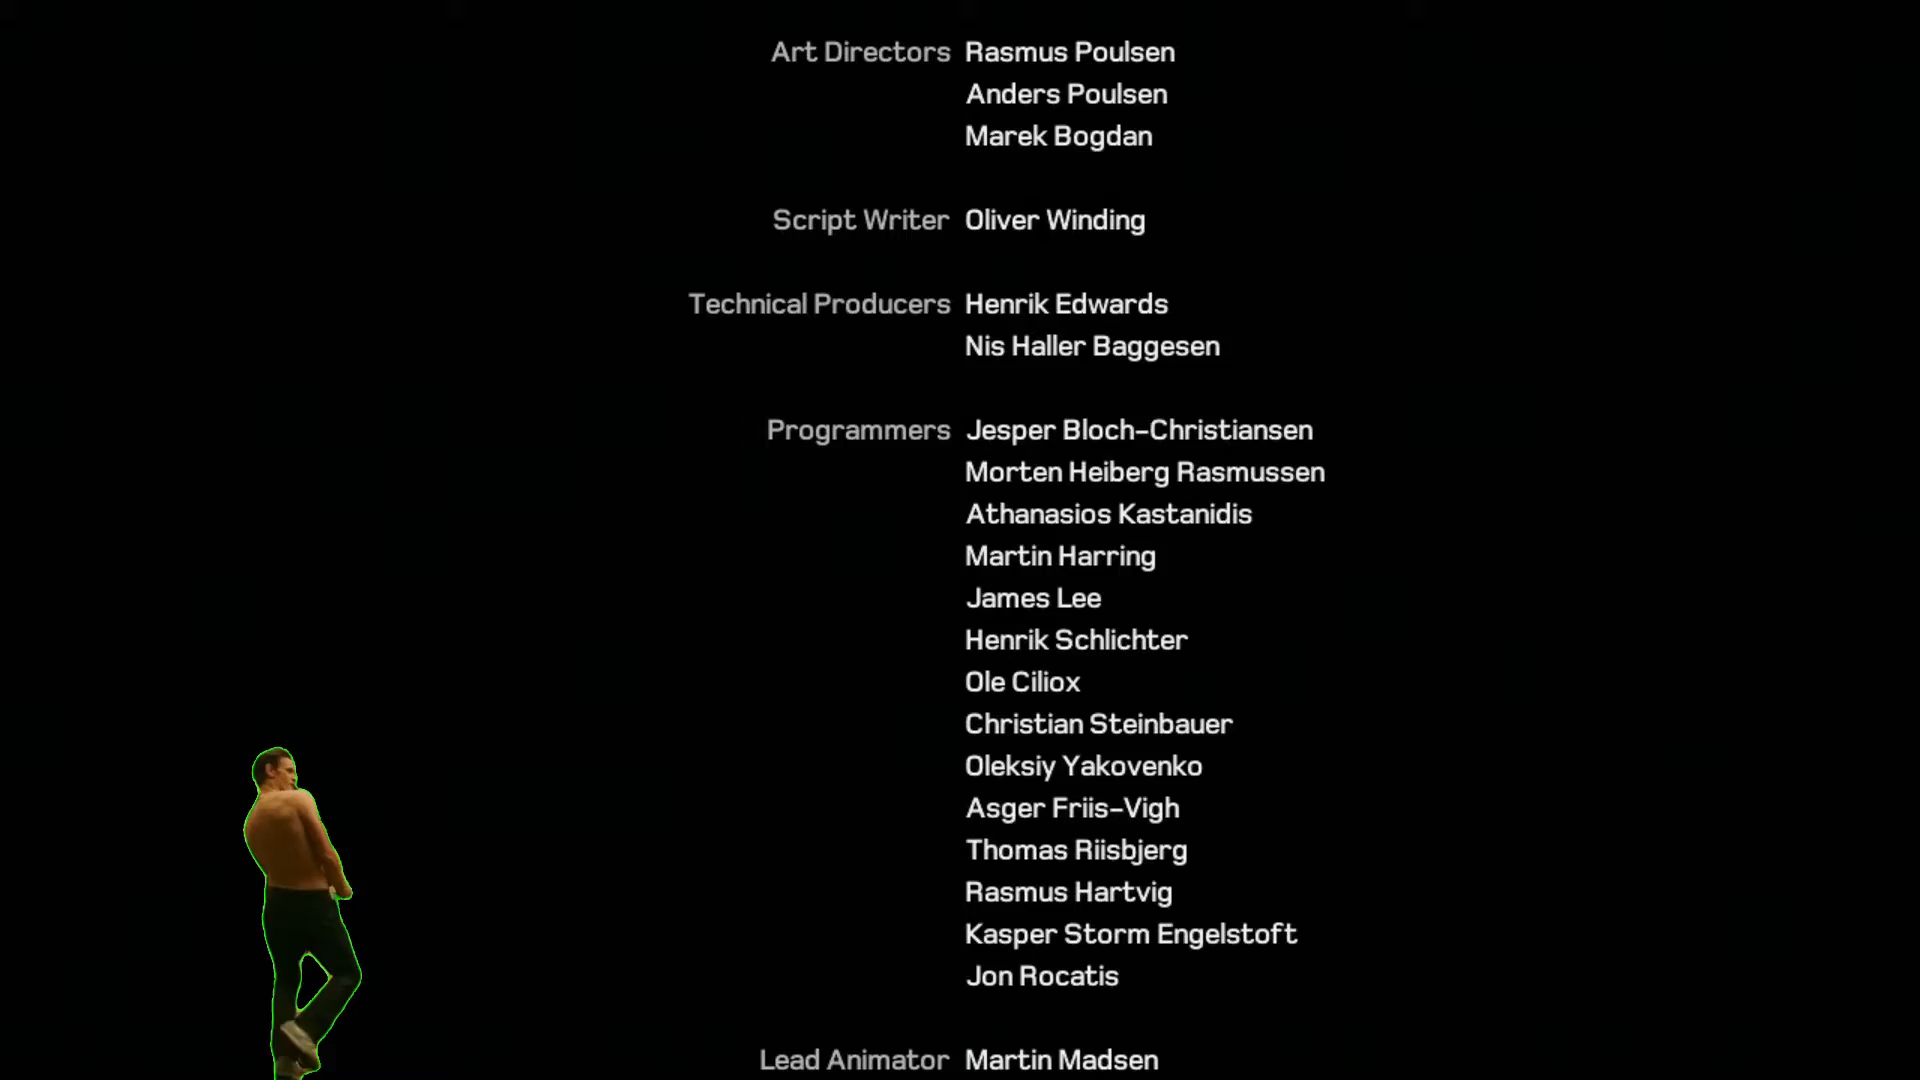 Art Directors Rasmus Poulsen
Anders Poulsen
Marek Bogdan
Script Writer Oliver Winding
Technical Producers Henrik Edwards
Nis Haller Baggesen
Programmers Jesper Bloch-Christiansen
Morten Heiberg Rasmussen
Athanasios Kastanidis
Martin Harring
James Lee
Henrik Schlichter
Ole Ciliox
Christian Steinbauer
Oleksiy Yakovenko
Asger Friis-Vigh
Thomas Riisbjerg
Rasmus Hartvig
Kasper Storm Engelstoft
Jon Rocatis
Lead Animator Martin Madsen